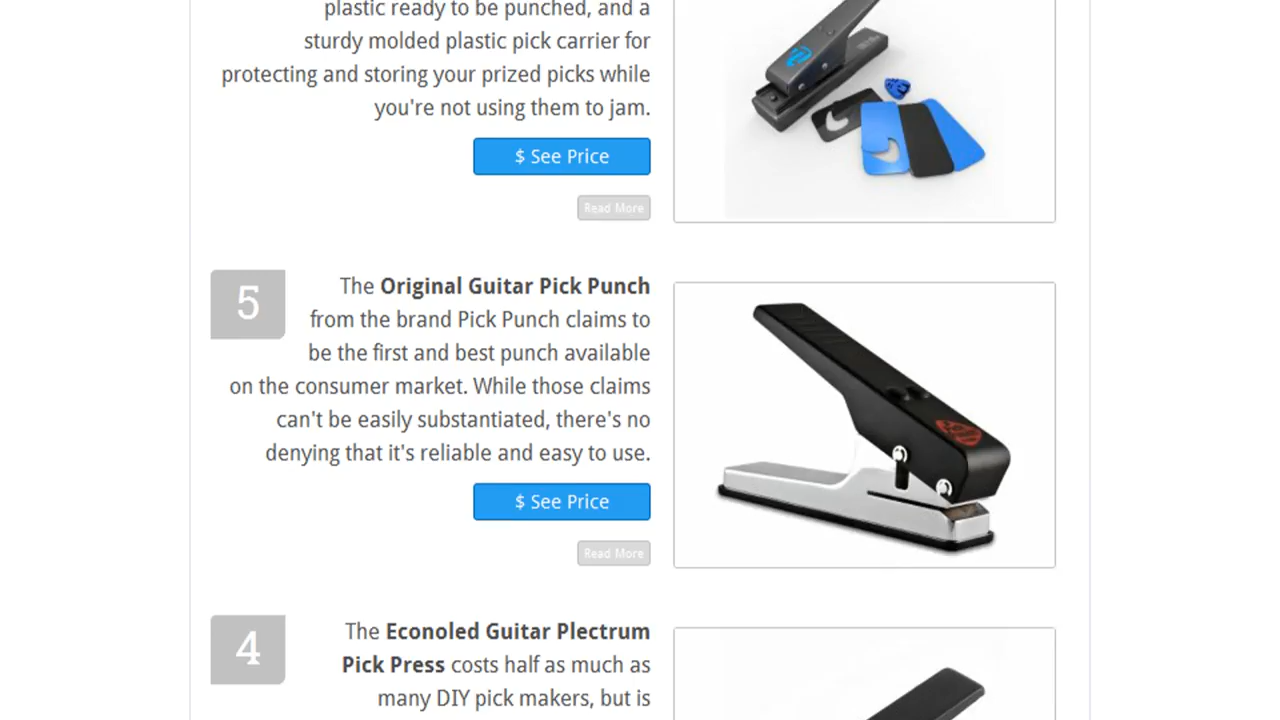 plastic ready to be punched, and a
sturdy molded plastic pick carrier for
protecting and storing your prized picks while
you're not using them to jam.
$ See Price
Read More
5
The Original Guitar Pick Punch
from the brand Pick Punch claims to
be the first and best punch available
on the consumer market. While those claims
can't be easily substantiated, there's no
denying that it's reliable and easy to use.
$ See Price
Read More
4
The Econoled Guitar Plectrum
Pick Press costs half as much as
many DIY pick makers, but is